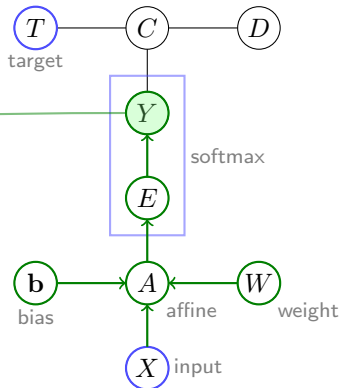 T C D
target
Y
softmax
E
b A W
bias affine weight
X input